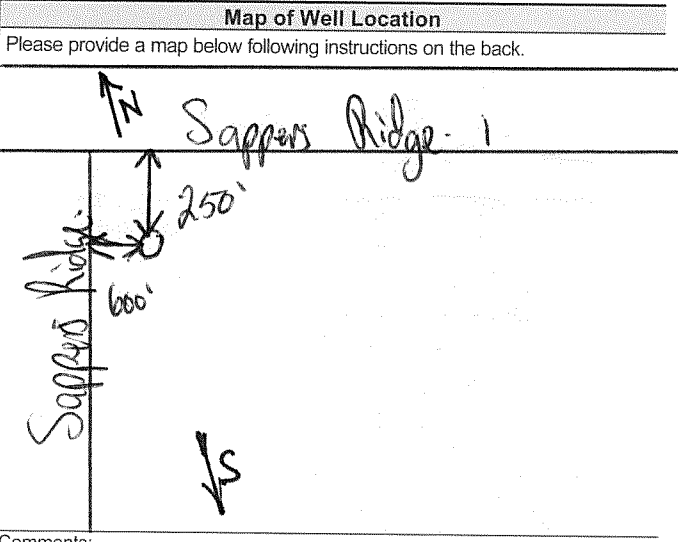 Map of Well Location
Please provide a map below following instructions on the back.
N
Sappers Ridge.
250'
Sappers Ridge.
600'
S
Comments: